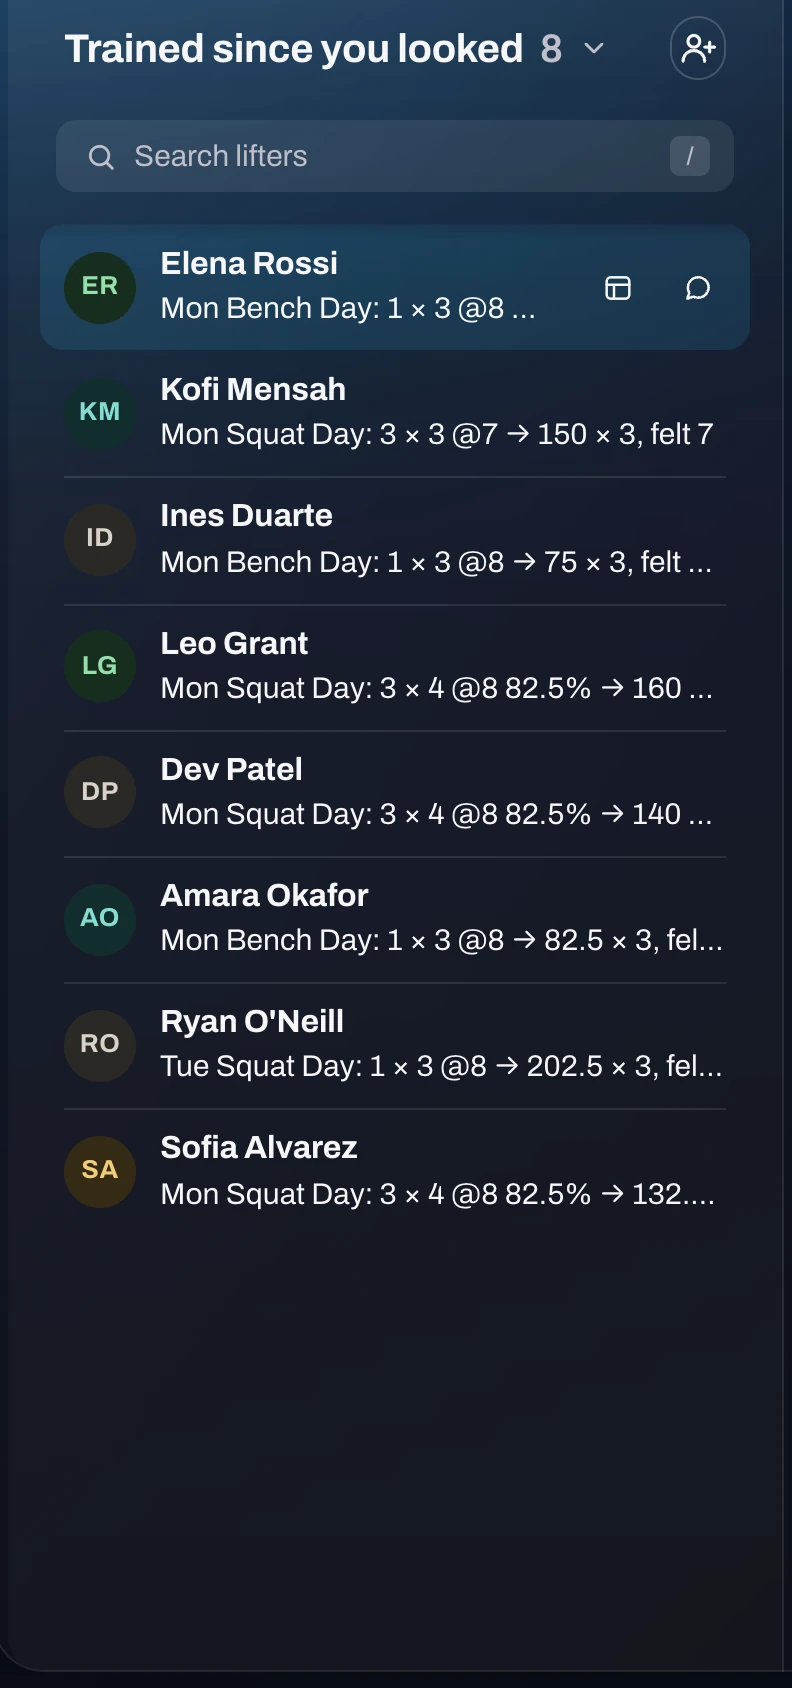 Trained since you looked 8
Search lifters /
ER
Elena Rossi
Mon Bench Day: 1 × 3 @8 ...
KM
Kofi Mensah
Mon Squat Day: 3 × 3 @7 → 150 × 3, felt 7
ID
Ines Duarte
Mon Bench Day: 1 × 3 @8 → 75 × 3, felt ...
LG
Leo Grant
Mon Squat Day: 3 × 4 @8 82.5% → 160 ...
DP
Dev Patel
Mon Squat Day: 3 × 4 @8 82.5% → 140 ...
AO
Amara Okafor
Mon Bench Day: 1 × 3 @8 → 82.5 × 3, fel...
RO
Ryan O'Neill
Tue Squat Day: 1 × 3 @8 → 202.5 × 3, fel...
SA
Sofia Alvarez
Mon Squat Day: 3 × 4 @8 82.5% → 132....